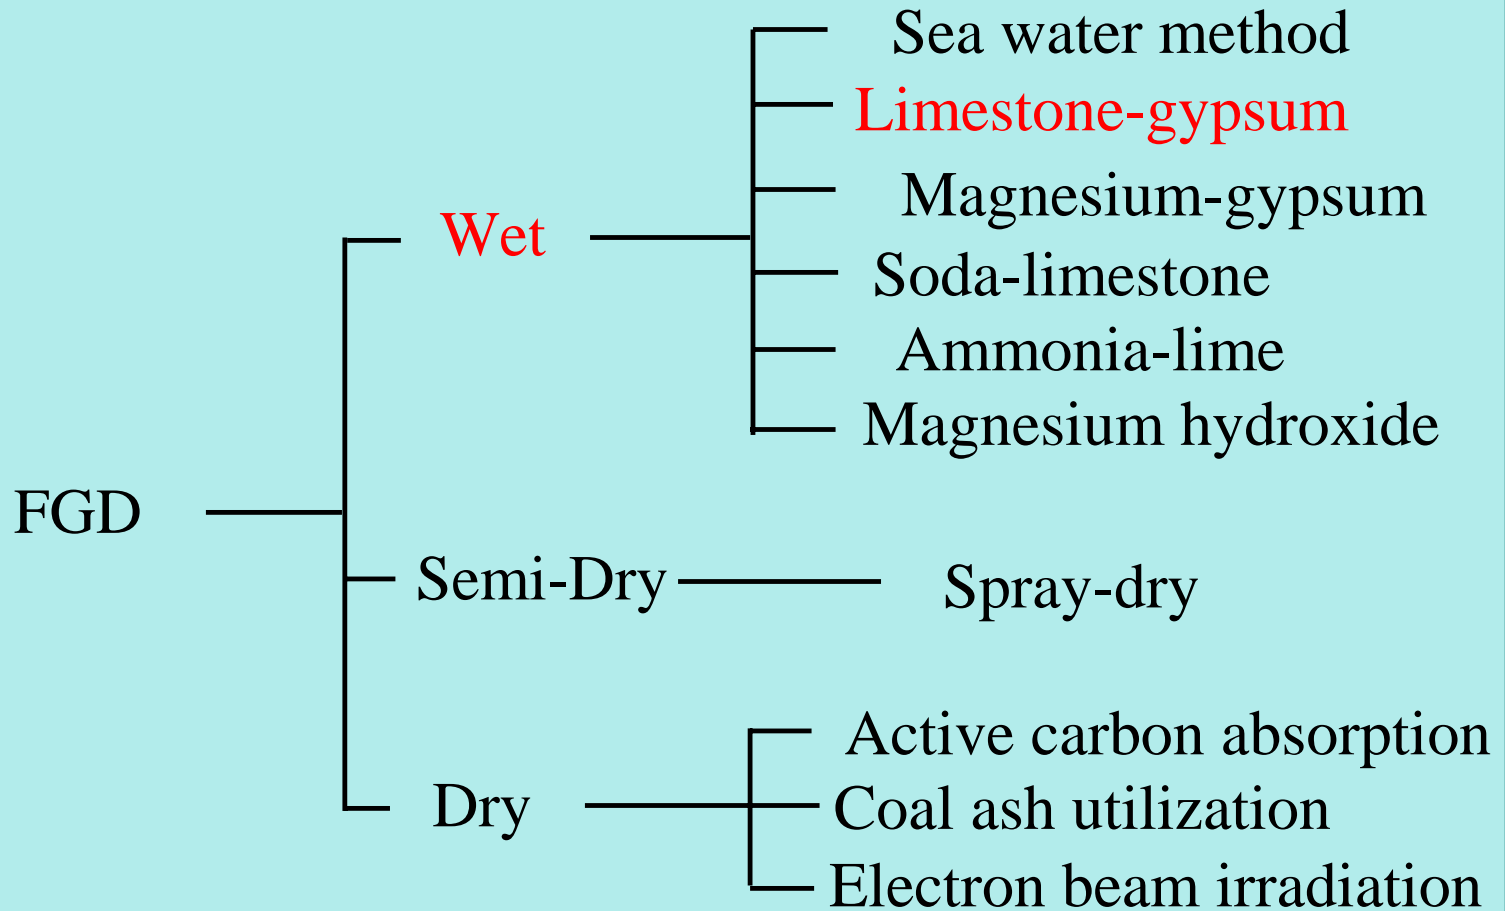 Sea water method
Limestone-gypsum
Magnesium-gypsum
Wet
Soda-limestone
Ammonia-lime
Magnesium hydroxide
FGD
Semi-Dry
Spray-dry
Active carbon absorption
Dry
Coal ash utilization
Electron beam irradiation